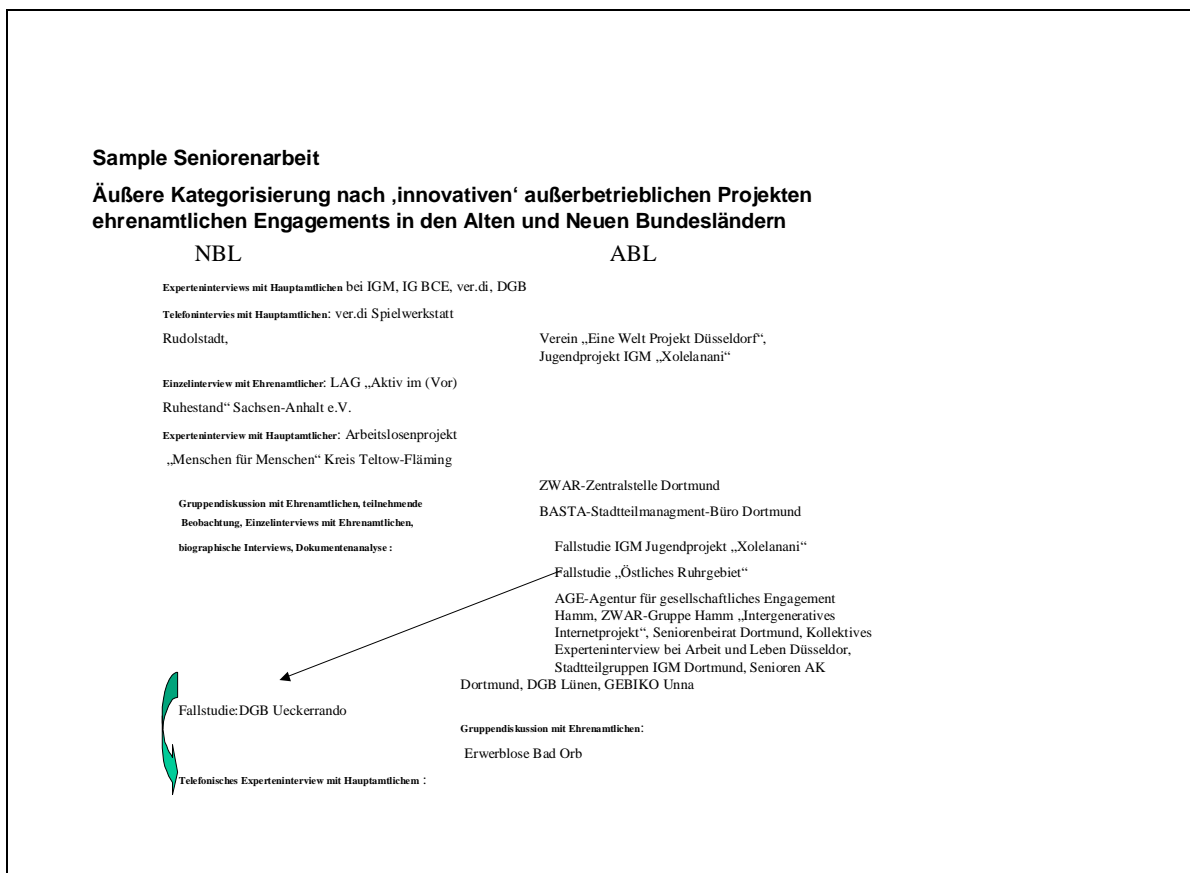 Sample Seniorenarbeit
Äußere Kategorisierung nach ‚innovativen‘ außerbetrieblichen Projekten
ehrenamtlichen Engagements in den Alten und Neuen Bundesländern
NBL
ABL
Experteninterviews mit Hauptamtlichen bei IGM, IG BCE, ver.di, DGB
Telefonintervies mit Hauptamtlichen: ver.di Spielwerkstatt
Rudolstadt,
Verein „Eine Welt Projekt Düsseldorf“,
Jugendprojekt IGM „Xolelanani“
Einzelinterview mit Ehrenamtlicher: LAG „Aktiv im (Vor)
Ruhestand“ Sachsen-Anhalt e.V.
Experteninterview mit Hauptamtlicher: Arbeitslosenprojekt
„Menschen für Menschen“ Kreis Teltow-Fläming
ZWAR-Zentralstelle Dortmund
BASTA-Stadtteilmanagment-Büro Dortmund
Gruppendiskussion mit Ehrenamtlichen, teilnehmende
Beobachtung, Einzelinterviews mit Ehrenamtlichen,
biographische Interviews, Dokumentenanalyse :
Fallstudie IGM Jugendprojekt „Xolelanani“
Fallstudie „Östliches Ruhrgebiet“
AGE-Agentur für gesellschaftliches Engagement
Hamm, ZWAR-Gruppe Hamm „Intergeneratives
Internetprojekt“, Seniorenbeirat Dortmund, Kollektives
Experteninterview bei Arbeit und Leben Düsseldor,
Stadtteilgruppen IGM Dortmund, Senioren AK
Dortmund, DGB Lünen, GEBIKO Unna
Fallstudie:DGB Ueckerrando
Gruppendiskussion mit Ehrenamtlichen:
Erwerblose Bad Orb
Telefonisches Experteninterview mit Hauptamtlichem :